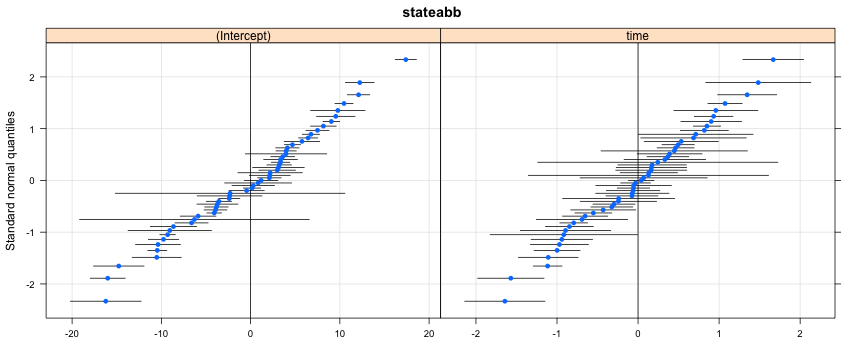 stateabb
(Intercept) time
Standard normal quantiles
2
1
0
-1
-2
-20 -10 0 10 20 -2 -1 0 1 2